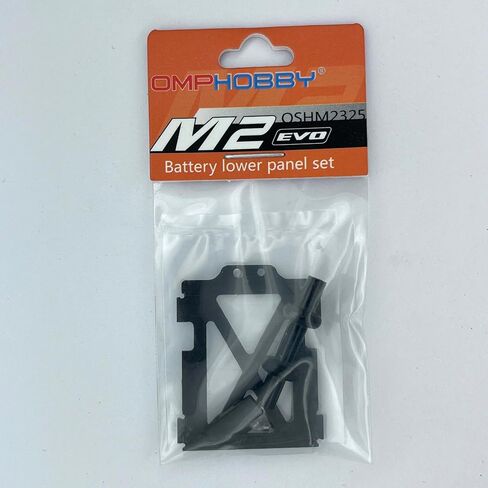 OMPHOBBY®
OSHM2325
M2 EVO
Battery lower panel set